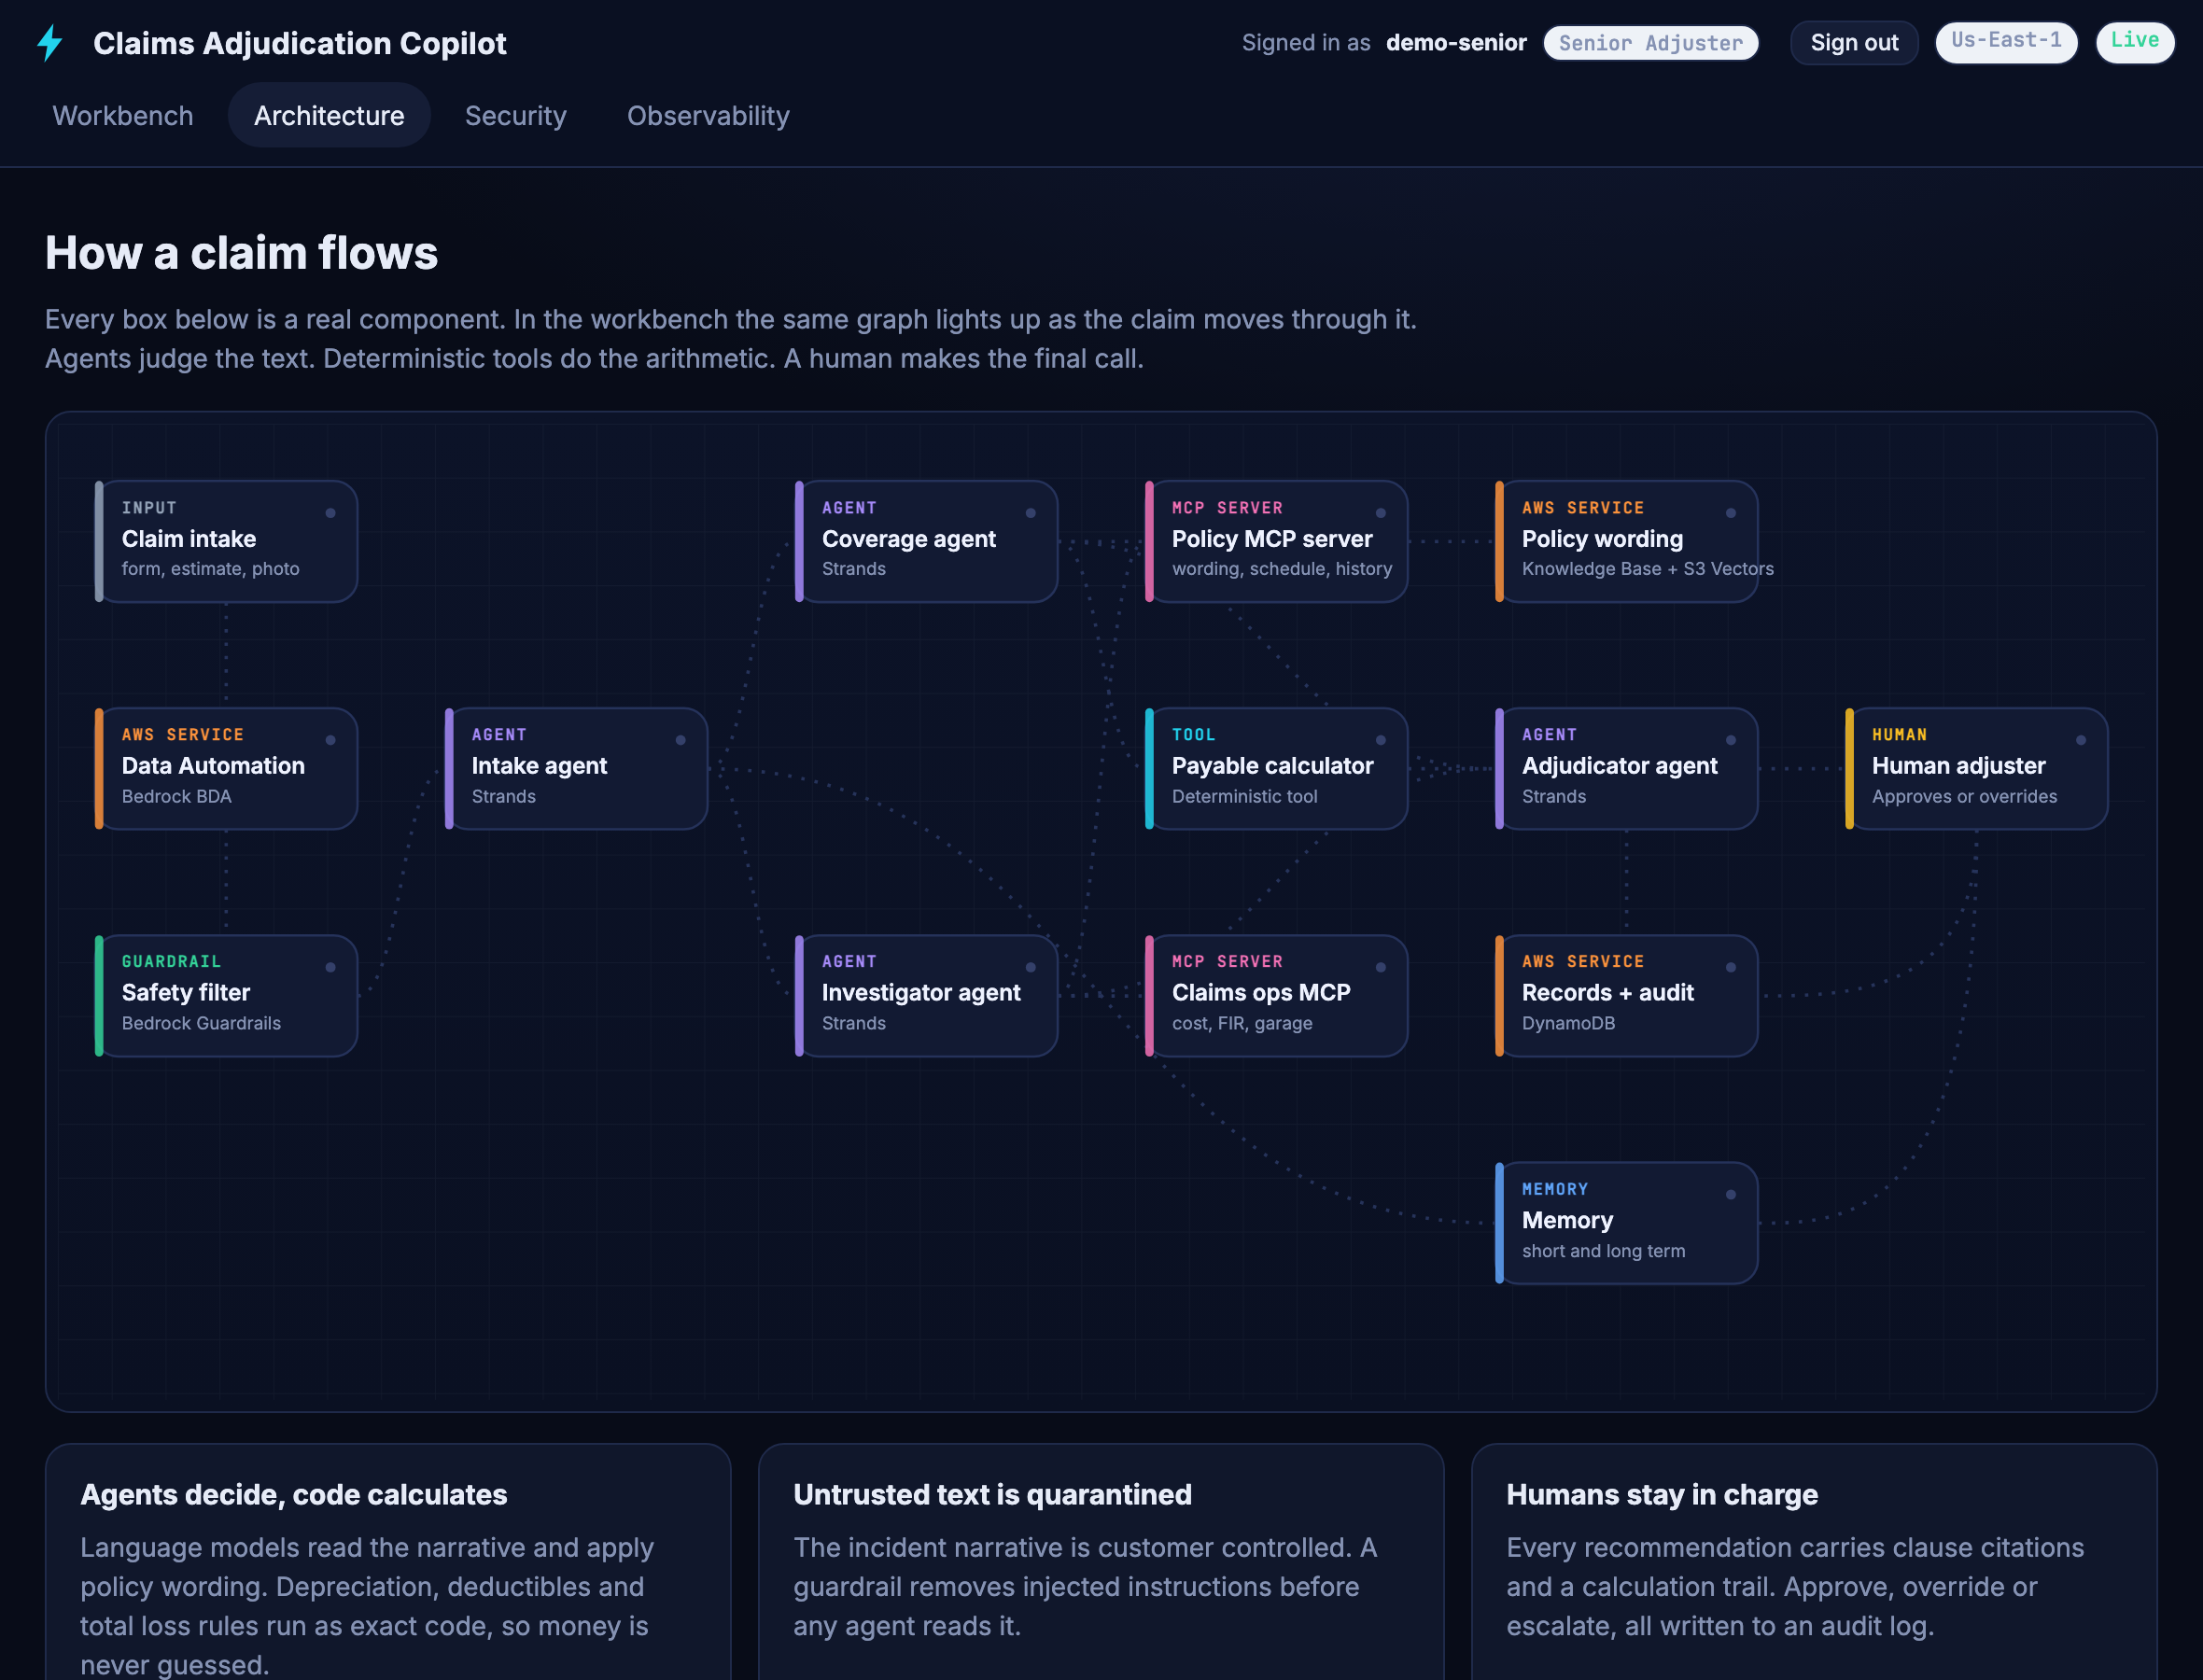 Claims Adjudication Copilot
Signed in as demo-senior Senior Adjuster Sign out Us-East-1 Live
Workbench Architecture Security Observability
How a claim flows
Every box below is a real component. In the workbench the same graph lights up as the claim moves through it.
Agents judge the text. Deterministic tools do the arithmetic. A human makes the final call.
INPUT
Claim intake
form, estimate, photo
AGENT
Coverage agent
Strands
MCP SERVER
Policy MCP server
wording, schedule, history
AWS SERVICE
Policy wording
Knowledge Base + S3 Vectors
AWS SERVICE
Data Automation
Bedrock BDA
AGENT
Intake agent
Strands
TOOL
Payable calculator
Deterministic tool
AGENT
Adjudicator agent
Strands
HUMAN
Human adjuster
Approves or overrides
GUARDRAIL
Safety filter
Bedrock Guardrails
AGENT
Investigator agent
Strands
MCP SERVER
Claims ops MCP
cost, FIR, garage
AWS SERVICE
Records + audit
DynamoDB
MEMORY
Memory
short and long term
Agents decide, code calculates
Language models read the narrative and apply
policy wording. Depreciation, deductibles and
total loss rules run as exact code, so money is
never guessed.
Untrusted text is quarantined
The incident narrative is customer controlled. A
guardrail removes injected instructions before
any agent reads it.
Humans stay in charge
Every recommendation carries clause citations
and a calculation trail. Approve, override or
escalate, all written to an audit log.